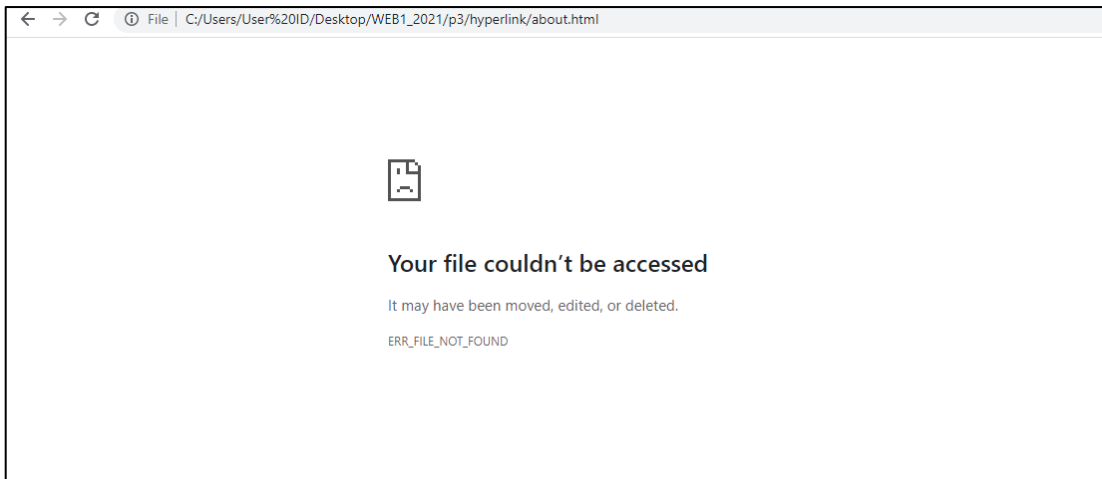 File | C:/Users/User%20ID/Desktop/WEB1_2021/p3/hyperlink/about.html
Your file couldn't be accessed
It may have been moved, edited, or deleted.
ERR_FILE_NOT_FOUND